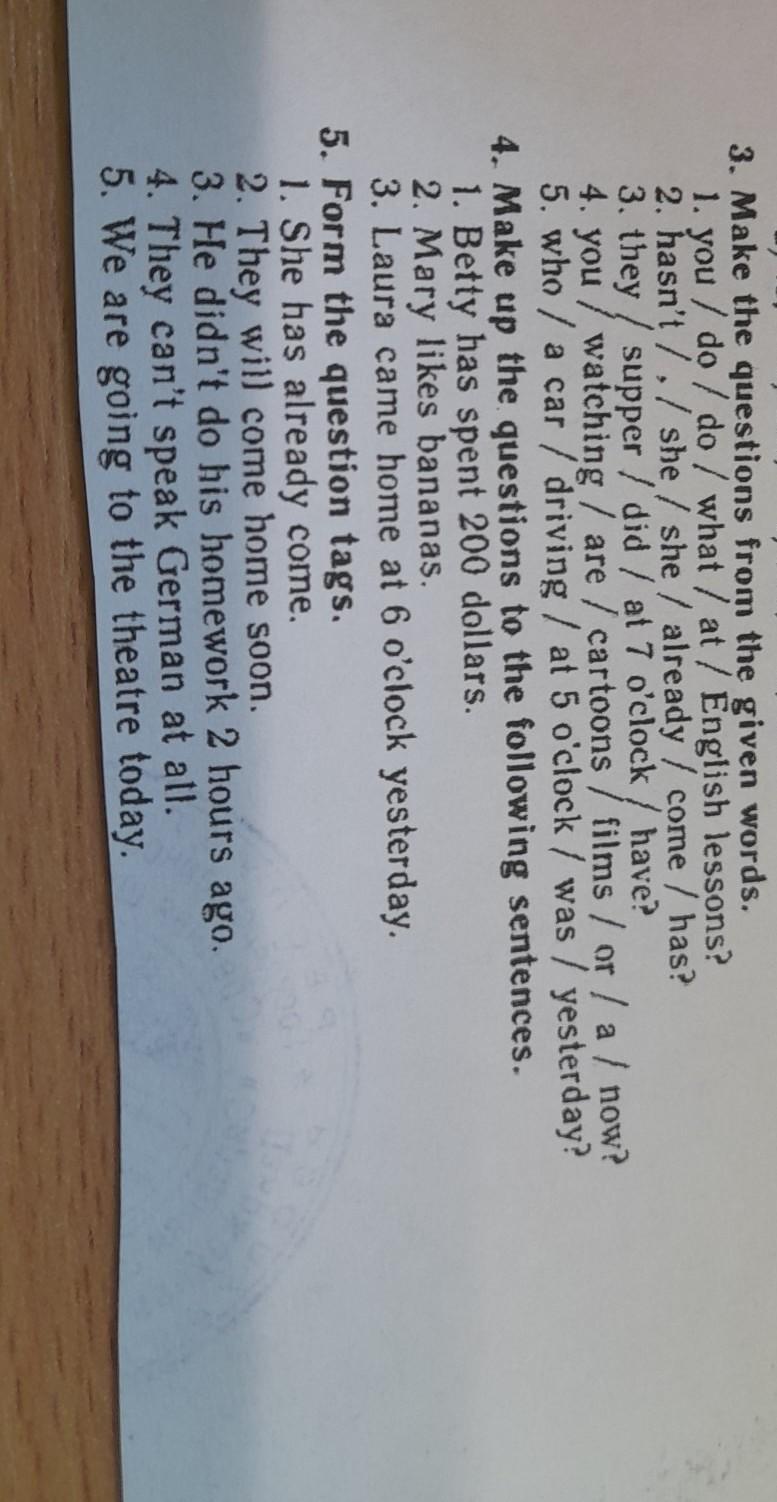 3. Make the questions from the given words.
1. you / do / do / what / at / English lessons?
2. hasn't / , / she / she / already / come / has?
3. they / supper / did / at 7 o'clock / have?
4. you / watching / are / cartoons / films / or / a / now?
5. who / a car / driving / at 5 o'clock / was / yesterday?
4. Make up the questions to the following sentences.
1. Betty has spent 200 dollars.
2. Mary likes bananas.
3. Laura came home at 6 o'clock yesterday.
5. Form the question tags.
1. She has already come.
2. They will come home soon.
3. He didn't do his homework 2 hours ago.
4. They can't speak German at all.
5. We are going to the theatre today.